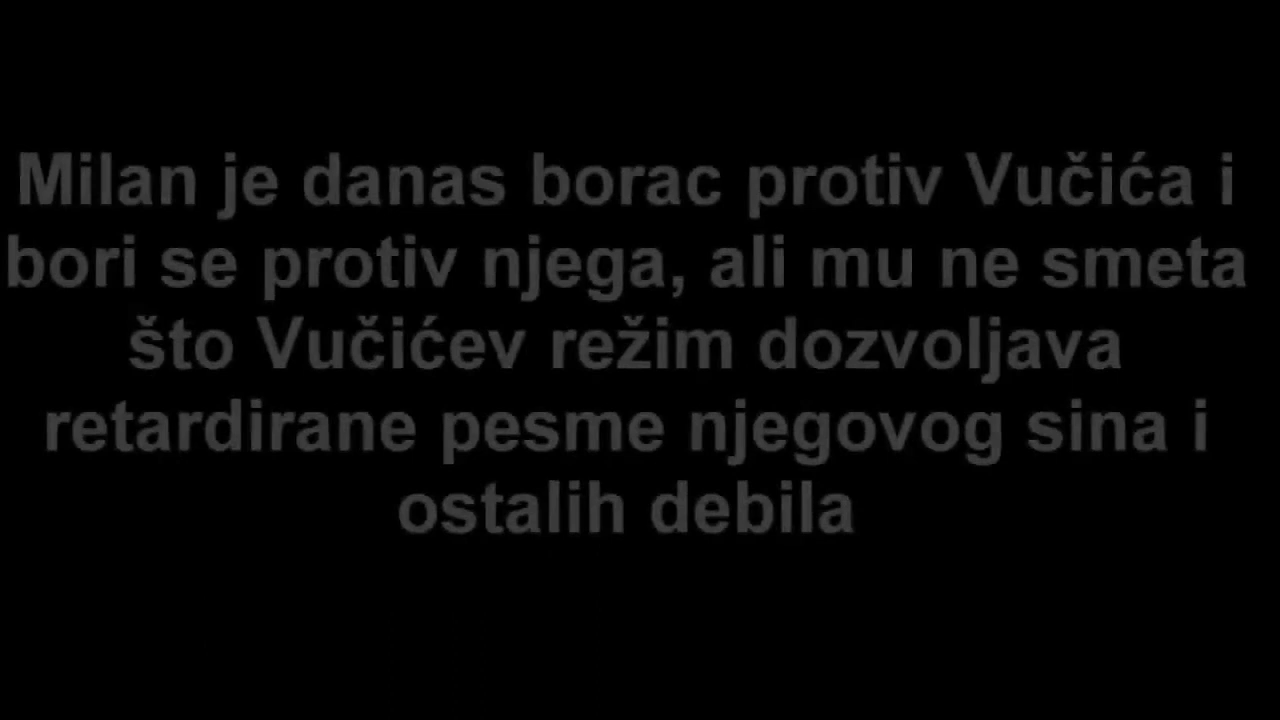 Milan je danas borac protiv Vučića i
bori se protiv njega, ali mu ne smeta
što Vučićev režim dozvoljava
retardirane pesme njegovog sina i
ostalih debila